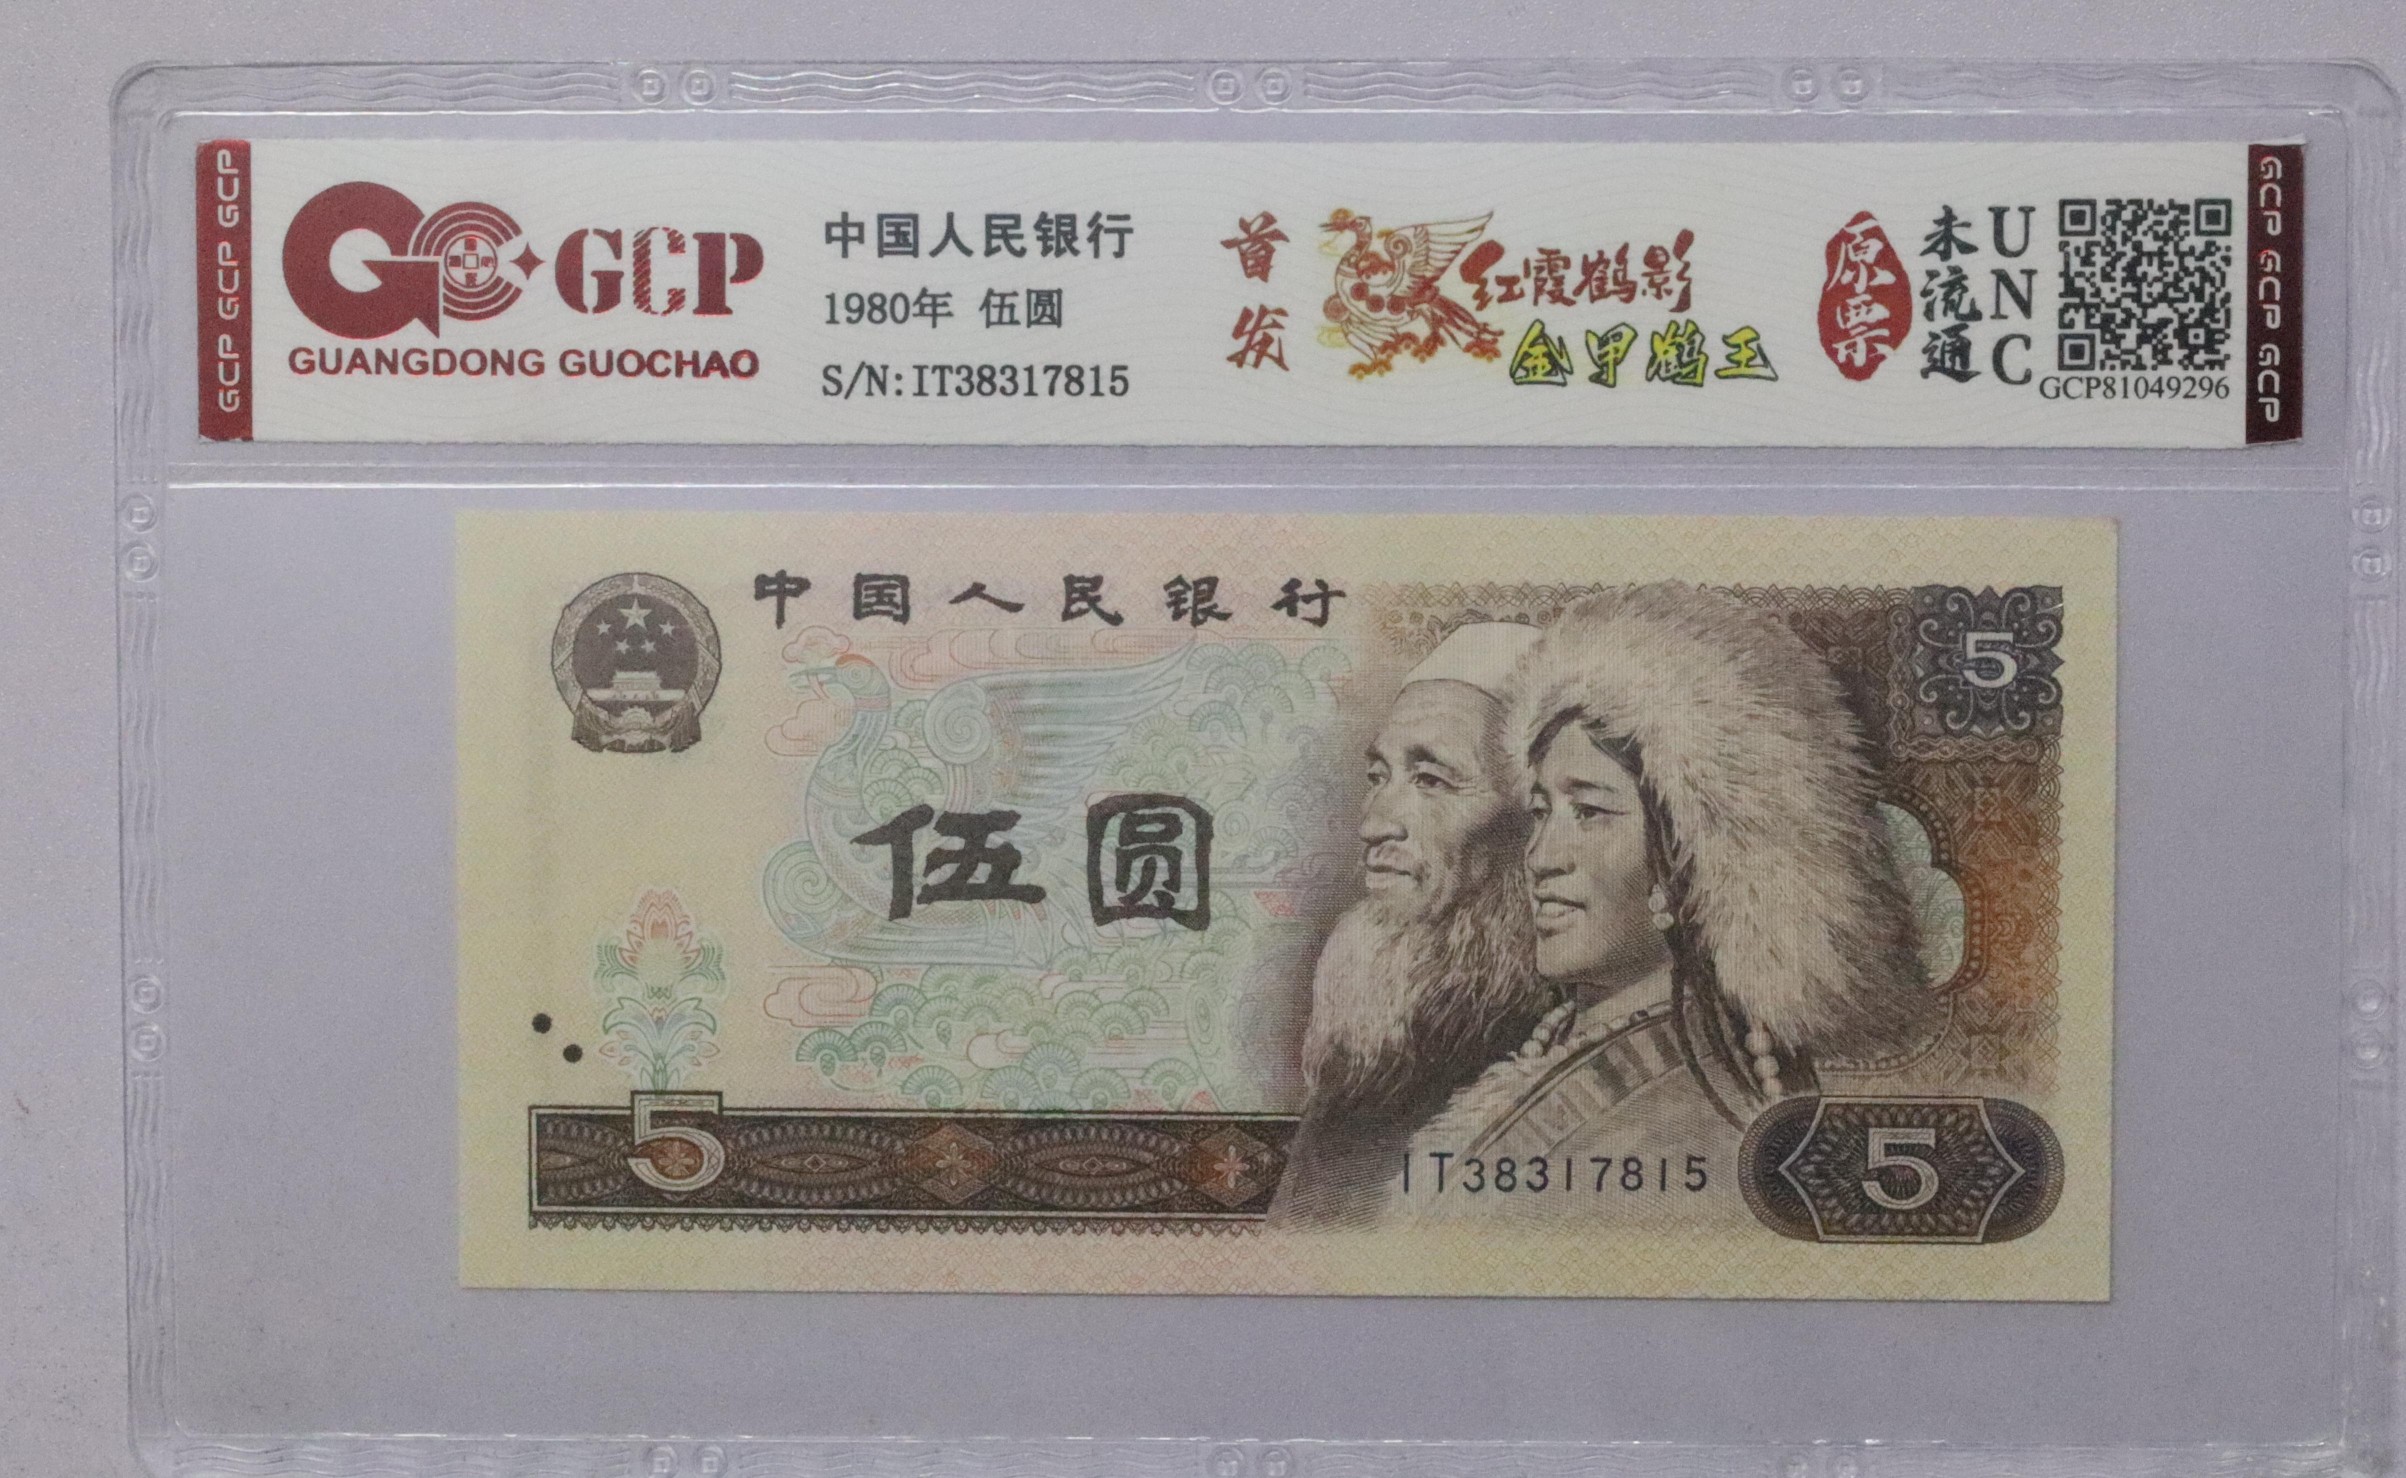 GCP GCP GCP
GCP
GUANGDONG GUOCHAO
中国人民银行
1980年 伍圆
S/N:IT38317815
首发
红霞鹤影
金甲鹤王
原票
未流通
UNC
GCP81049296
GCP GCP GCP
中国人民银行
5
伍圆
5
IT38317815
5